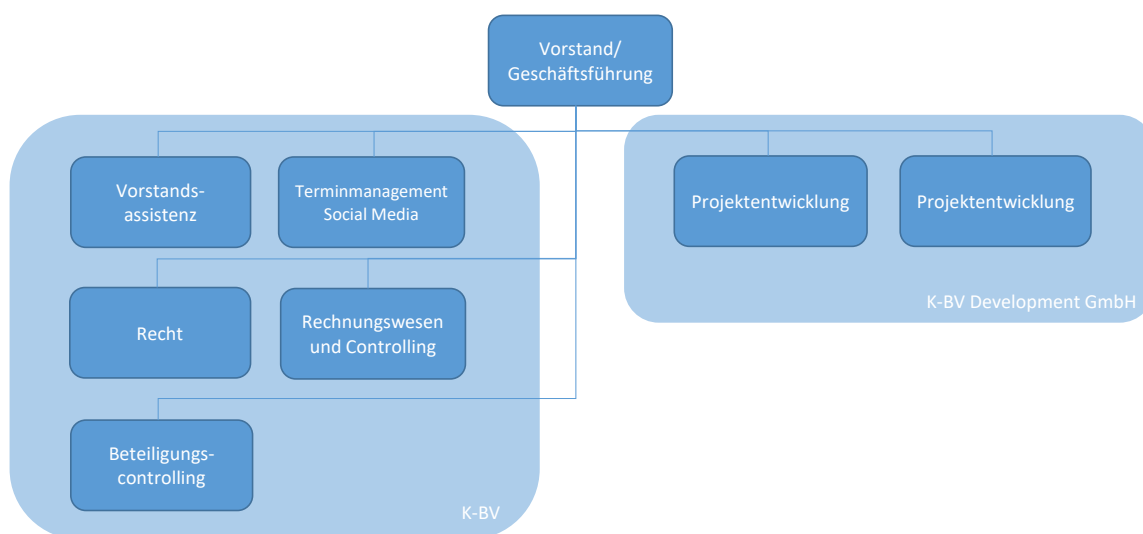 Vorstand/
Geschäftsführung
Vorstands-
assistenz
Terminmanagement
Social Media
Projektentwicklung
Projektentwicklung
Recht
Rechnungswesen
und Controlling
K-BV Development GmbH
Beteiligungs-
controlling
K-BV